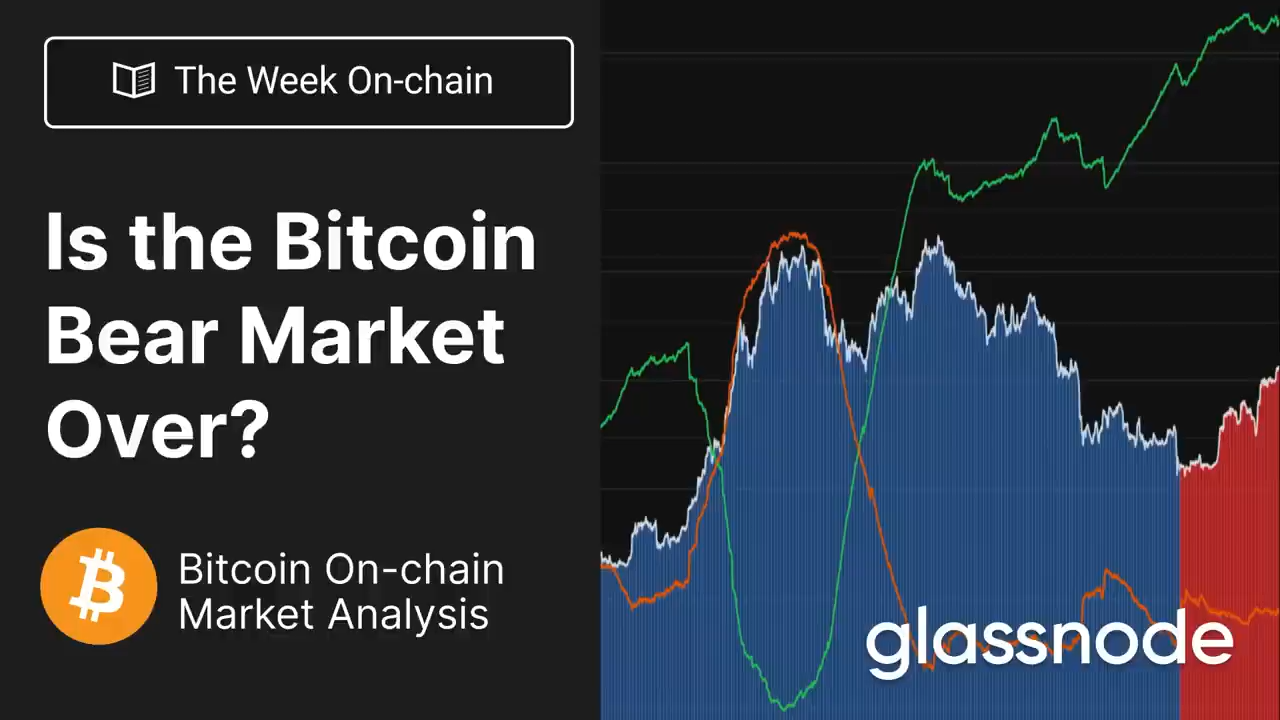 The Week On-chain
Is the Bitcoin
Bear Market
Over?
Bitcoin On-chain
Market Analysis
glassnode